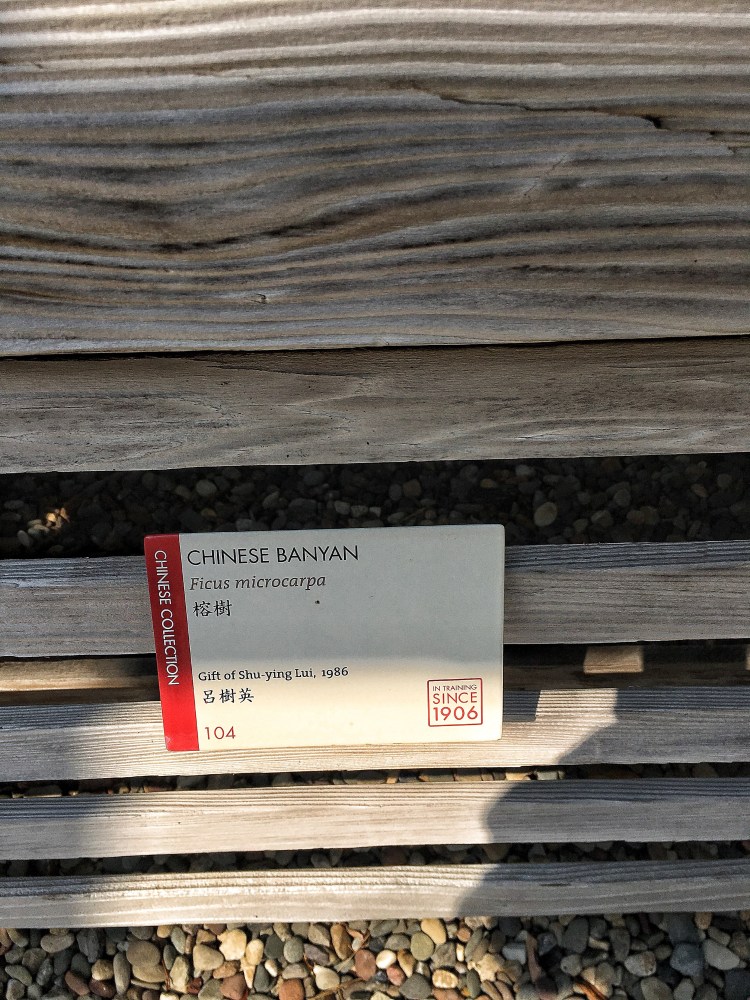 CHINESE COLLECTION
CHINESE BANYAN
Ficus microcarpa
榕樹
Gift of Shu-ying Lui, 1986
呂樹英
104
IN TRAINING
SINCE
1906